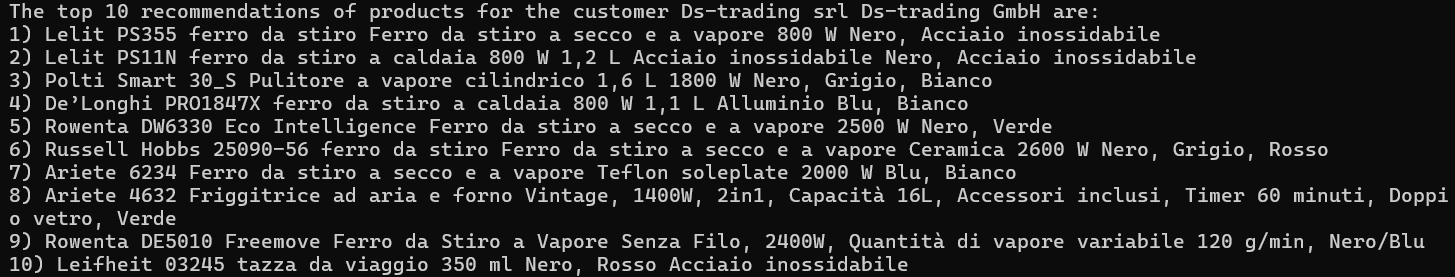 The top 10 recommendations of products for the customer Ds-trading srl Ds-trading GmbH are:
1) Lelit PS355 ferro da stiro Ferro da stiro a secco e a vapore 800 W Nero, Acciaio inossidabile
2) Lelit PS11N ferro da stiro a caldaia 800 W 1,2 L Acciaio inossidabile Nero, Acciaio inossidabile
3) Polti Smart 30_S Pulitore a vapore cilindrico 1,6 L 1800 W Nero, Grigio, Bianco
4) De’Longhi PRO1847X ferro da stiro a caldaia 800 W 1,1 L Alluminio Blu, Bianco
5) Rowenta DW6330 Eco Intelligence Ferro da stiro a secco e a vapore 2500 W Nero, Verde
6) Russell Hobbs 25090-56 ferro da stiro Ferro da stiro a secco e a vapore Ceramica 2600 W Nero, Grigio, Rosso
7) Ariete 6234 Ferro da stiro a secco e a vapore Teflon soleplate 2000 W Blu, Bianco
8) Ariete 4632 Friggitrice ad aria e forno Vintage, 1400W, 2in1, Capacità 16L, Accessori inclusi, Timer 60 minuti, Doppi
o vetro, Verde
9) Rowenta DE5010 Freemove Ferro da Stiro a Vapore Senza Filo, 2400W, Quantità di vapore variabile 120 g/min, Nero/Blu
10) Leifheit 03245 tazza da viaggio 350 ml Nero, Rosso Acciaio inossidabile